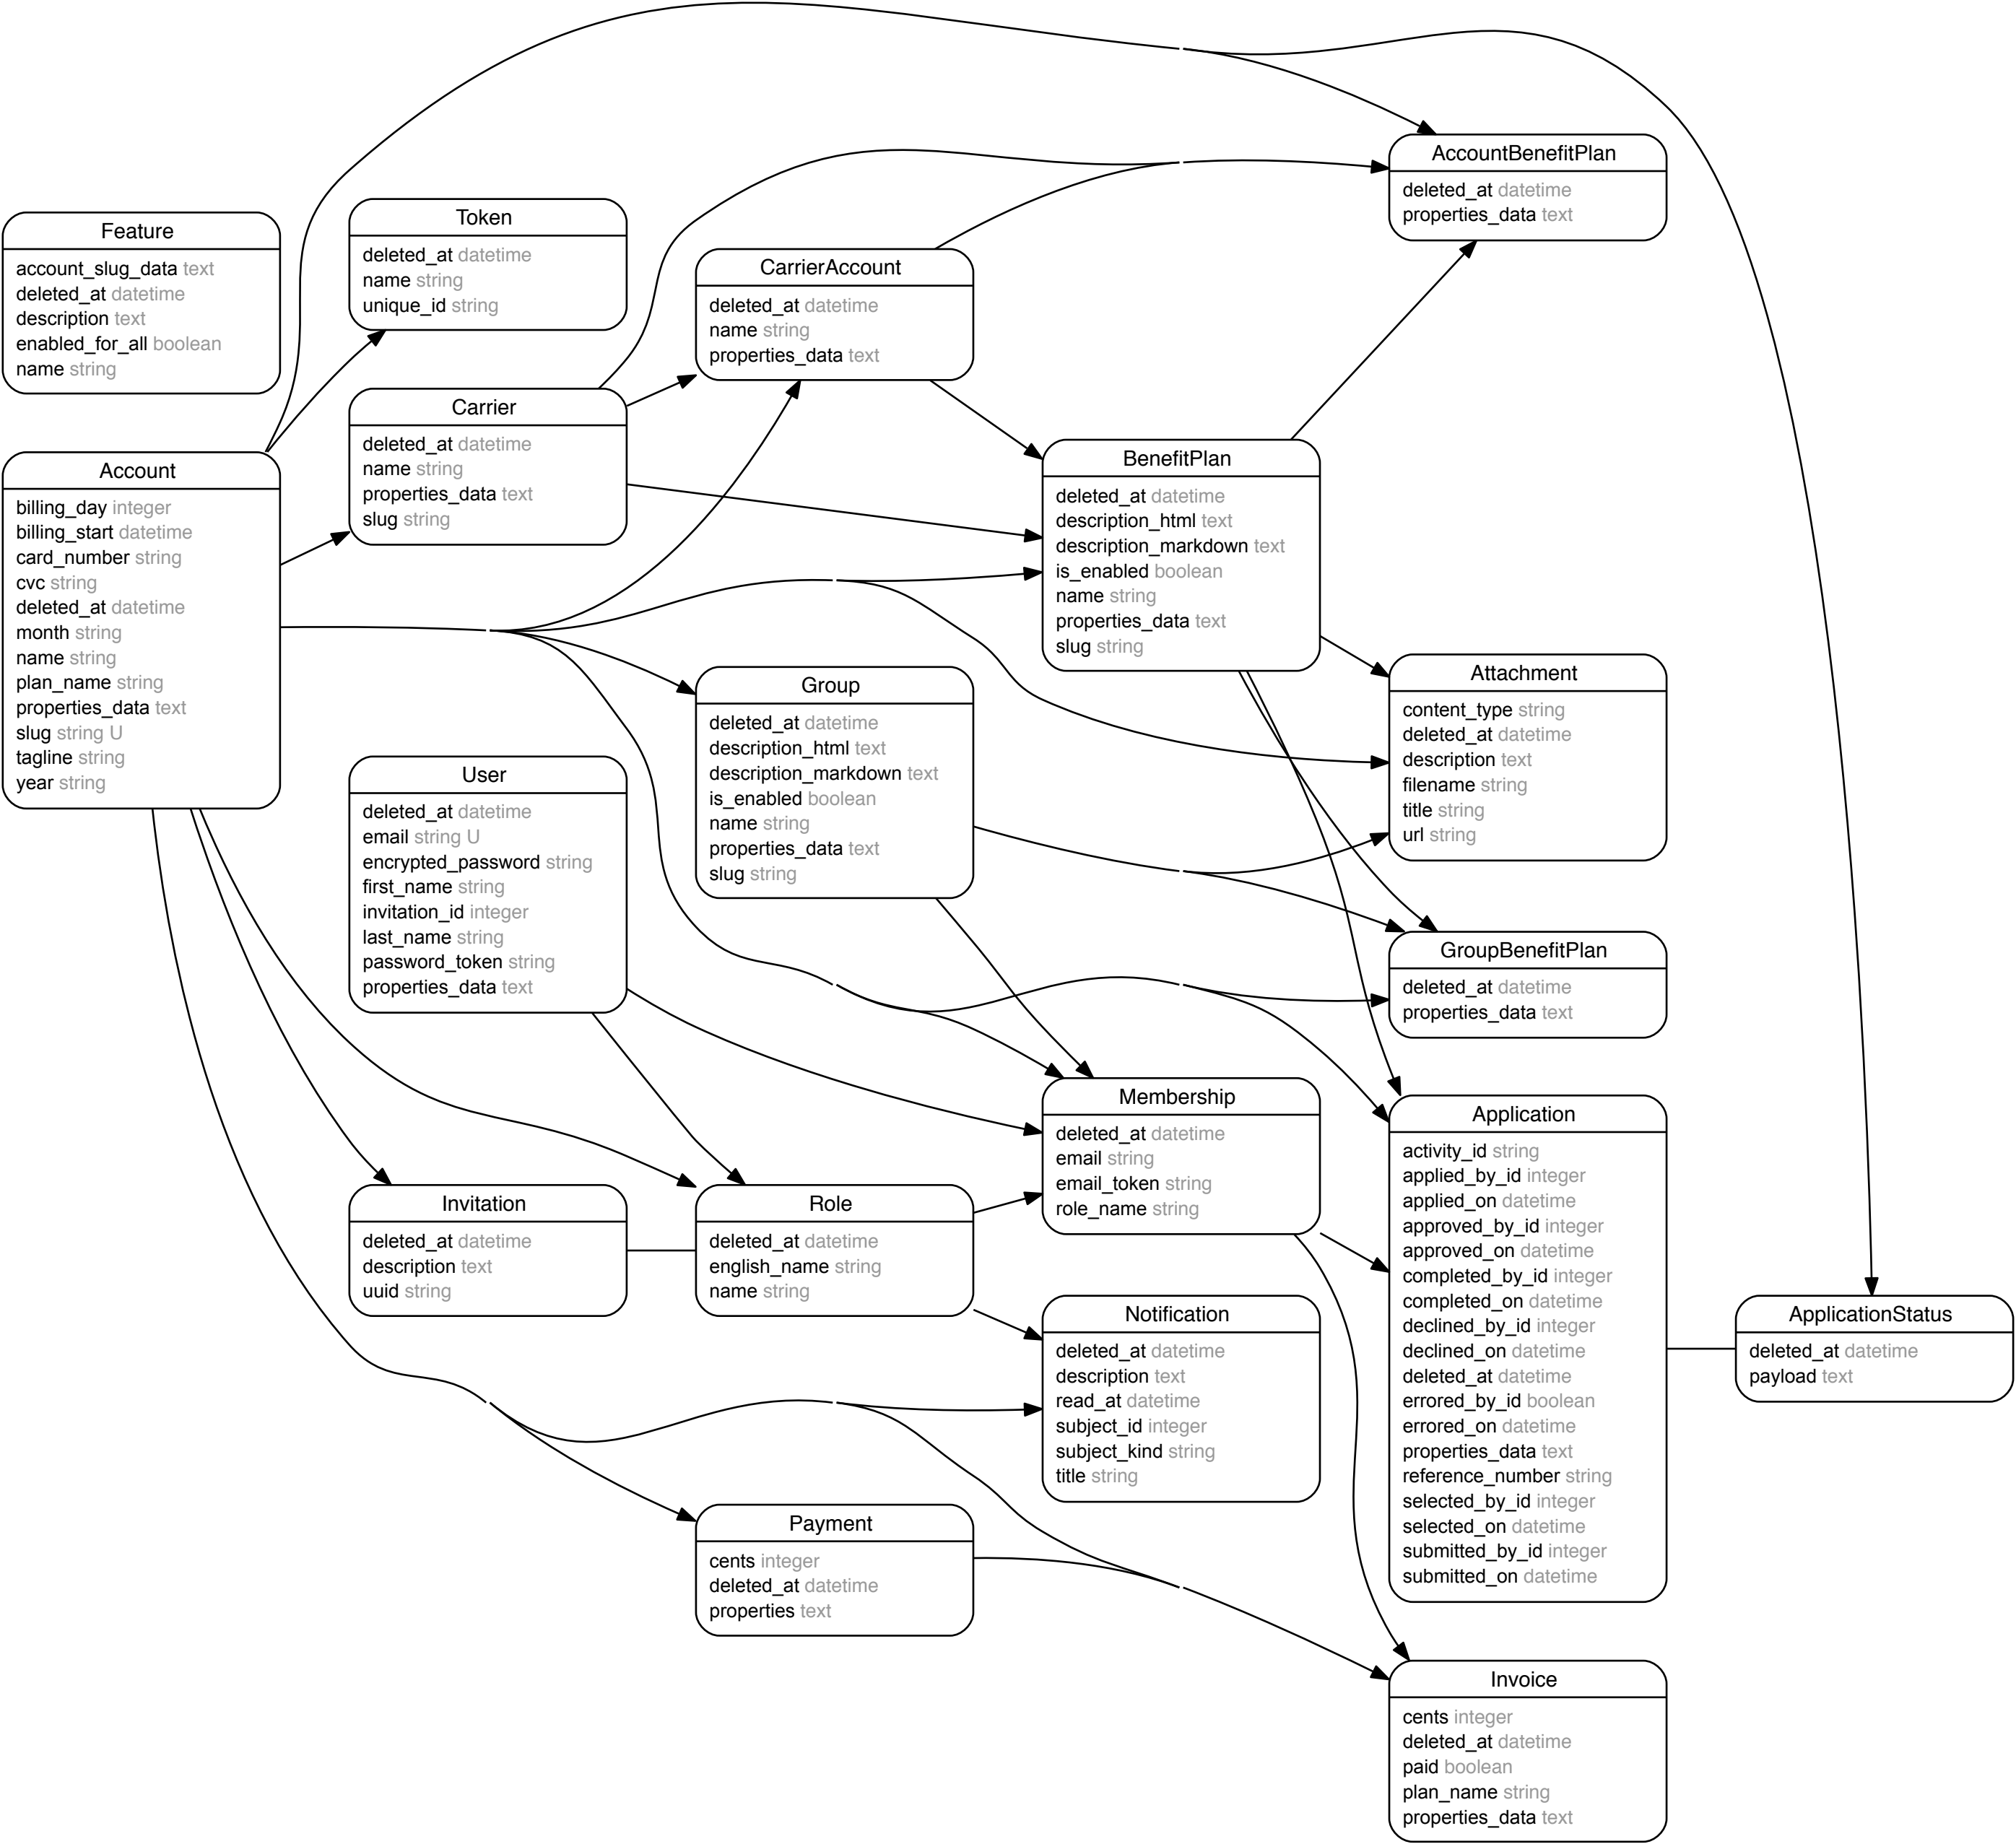 Feature
account_slug_data text
deleted_at datetime
description text
enabled_for_all boolean
name string
Account
billing_day integer
billing_start datetime
card_number string
cvc string
deleted_at datetime
month string
name string
plan_name string
properties_data text
slug string U
tagline string
year string
Token
deleted_at datetime
name string
unique_id string
Carrier
deleted_at datetime
name string
properties_data text
slug string
User
deleted_at datetime
email string U
encrypted_password string
first_name string
invitation_id integer
last_name string
password_token string
properties_data text
Invitation
deleted_at datetime
description text
uuid string
CarrierAccount
deleted_at datetime
name string
properties_data text
Group
deleted_at datetime
description_html text
description_markdown text
is_enabled boolean
name string
properties_data text
slug string
Role
deleted_at datetime
english_name string
name string
Payment
cents integer
deleted_at datetime
properties text
BenefitPlan
deleted_at datetime
description_html text
description_markdown text
is_enabled boolean
name string
properties_data text
slug string
Membership
deleted_at datetime
email string
email_token string
role_name string
Notification
deleted_at datetime
description text
read_at datetime
subject_id integer
subject_kind string
title string
AccountBenefitPlan
deleted_at datetime
properties_data text
Attachment
content_type string
deleted_at datetime
description text
filename string
title string
url string
GroupBenefitPlan
deleted_at datetime
properties_data text
Application
activity_id string
applied_by_id integer
applied_on datetime
approved_by_id integer
approved_on datetime
completed_by_id integer
completed_on datetime
declined_by_id integer
declined_on datetime
deleted_at datetime
errored_by_id boolean
errored_on datetime
properties_data text
reference_number string
selected_by_id integer
selected_on datetime
submitted_by_id integer
submitted_on datetime
Invoice
cents integer
deleted_at datetime
paid boolean
plan_name string
properties_data text
ApplicationStatus
deleted_at datetime
payload text